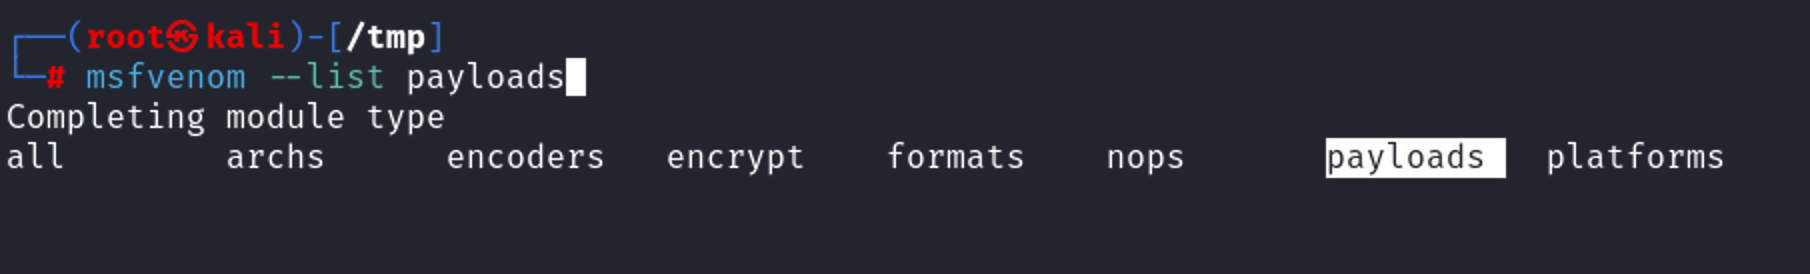 ┌──(root㉿kali)-[/tmp]
└─# msfvenom --list payloads
Completing module type
all archs encoders encrypt formats nops payloads platforms